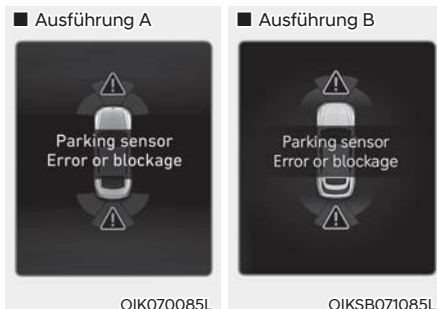 ■ Ausführung A
Parking sensor
Error or blockage
OIK070085L
■ Ausführung B
Parking sensor
Error or blockage
OIKSB071085L